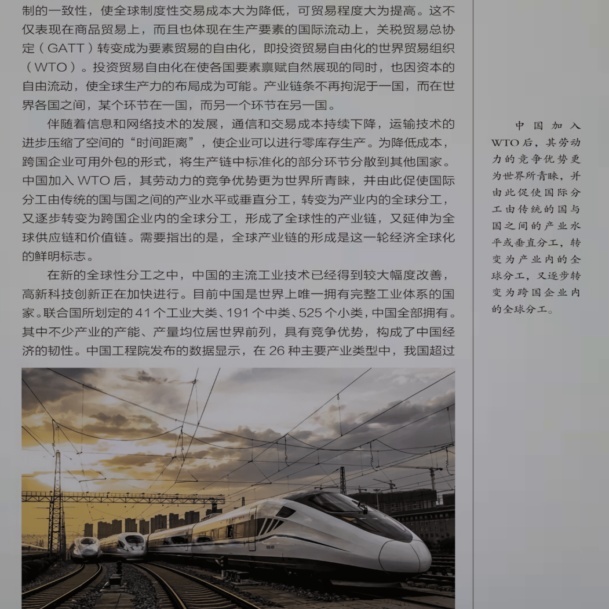 制的一致性，使全球制度性交易成本大为降低，可贸易程度大为提高。这不
仅表现在商品贸易上，而且也体现在生产要素的国际流动上，关税贸易总协
定（GATT）转变成为要素贸易的自由化，即投资贸易自由化的世界贸易组织
（WTO）。投资贸易自由化在使各国要素禀赋自然展现的同时，也因资本的
自由流动，使全球生产力的布局成为可能。产业链条不再拘泥于一国，而在世
界各国之间，某个环节在一国，而另一个环节在另一国。
伴随着信息和网络技术的发展，通信和交易成本持续下降，运输技术的
进步压缩了空间的“时间距离”，使企业可以进行零库存生产。为降低成本，
跨国企业可用外包的形式，将生产链中标准化的部分环节分散到其他国家。
中国加入 WTO 后，其劳动力的竞争优势更为世界所青睐，并由此促使国际
分工由传统的国与国之间的产业水平或垂直分工，转变为产业内的全球分工，
又逐步转变为跨国企业内的全球分工，形成了全球性的产业链，又延伸为全
球供应链和价值链。需要指出的是，全球产业链的形成是这一轮经济全球化
的鲜明标志。
在新的全球性分工之中，中国的主流工业技术已经得到较大幅度改善，
高新科技创新正在加快进行。目前中国是世界上唯一拥有完整工业体系的国
家。联合国所划定的 41 个工业大类、191 个中类、525 个小类，中国全部拥有。
其中不少产业的产能、产量均位居世界前列，具有竞争优势，构成了中国经
济的韧性。中国工程院发布的数据显示，在 26 种主要产业类型中，我国超过
中国加入
WTO 后，其劳动
力的竞争优势更
为世界所青睐，并
由此促使国际分
工由传统的国与
国之间的产业水
平或垂直分工，转
变为产业内的全
球分工，又逐步转
变为跨国企业内
的全球分工。